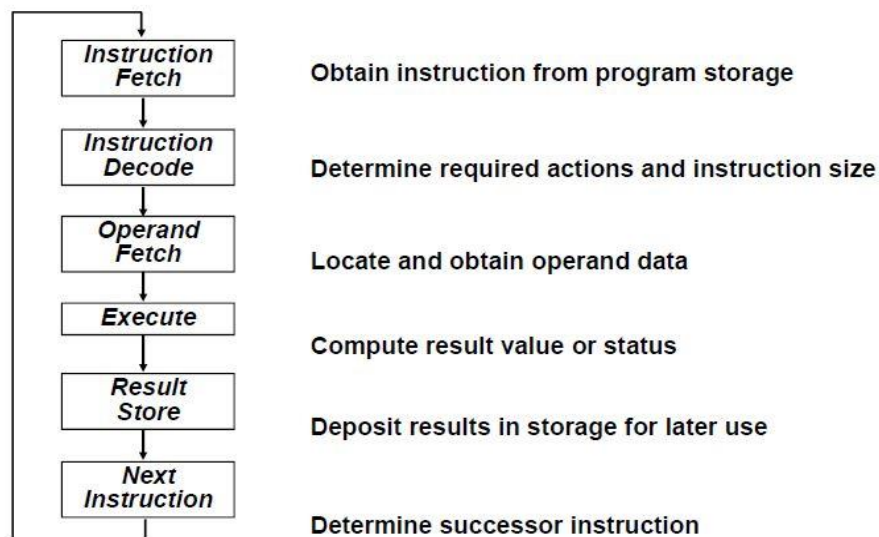 Instruction
Fetch
Obtain instruction from program storage
Instruction
Decode
Determine required actions and instruction size
Operand
Fetch
Locate and obtain operand data
Execute
Compute result value or status
Result
Store
Deposit results in storage for later use
Next
Instruction
Determine successor instruction